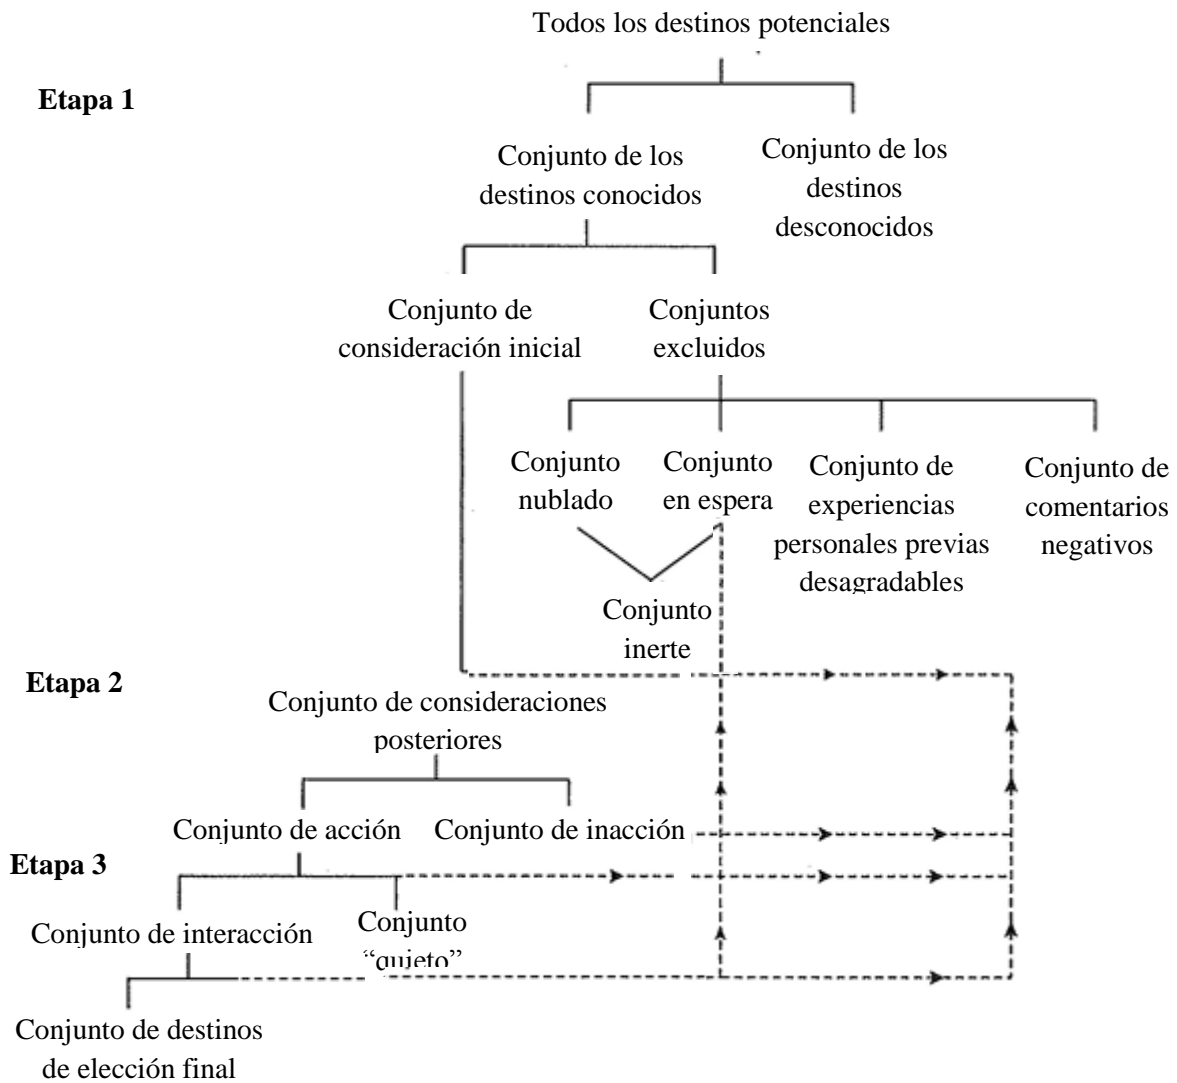 Todos los destinos potenciales
Etapa 1
Conjunto de los
destinos conocidos
Conjunto de los
destinos
desconocidos
Conjunto de
consideración inicial
Conjuntos
excluidos
Conjunto
nublado
Conjunto
en espera
Conjunto de
experiencias
personales previas
desagradables
Conjunto de
comentarios
negativos
Conjunto
inerte
Etapa 2
Conjunto de consideraciones
posteriores
Conjunto de acción
Conjunto de inacción
Etapa 3
Conjunto de interacción
Conjunto
“quieto”
Conjunto de destinos
de elección final